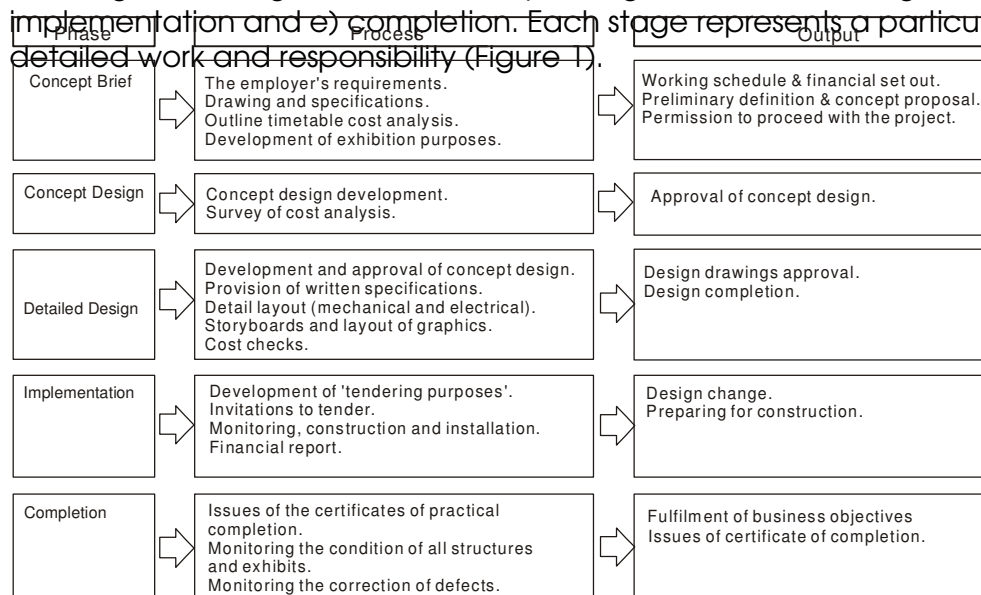 implementation and e) completion. Each stage represents a particu
Phase Process Output
detailed work and responsibility (Figure 1).
Concept Brief
The employer's requirements.
Drawing and specifications.
Outline timetable cost analysis.
Development of exhibition purposes.
Working schedule & financial set out.
Preliminary definition & concept proposal.
Permission to proceed with the project.
Concept Design
Concept design development.
Survey of cost analysis.
Approval of concept design.
Detailed Design
Development and approval of concept design.
Provision of written specifications.
Detail layout (mechanical and electrical).
Storyboards and layout of graphics.
Cost checks.
Design drawings approval.
Design completion.
Implementation
Development of 'tendering purposes'.
Invitations to tender.
Monitoring, construction and installation.
Financial report.
Design change.
Preparing for construction.
Completion
Issues of the certificates of practical
completion.
Monitoring the condition of all structures
and exhibits.
Monitoring the correction of defects.
Fulfilment of business objectives
Issues of certificate of completion.